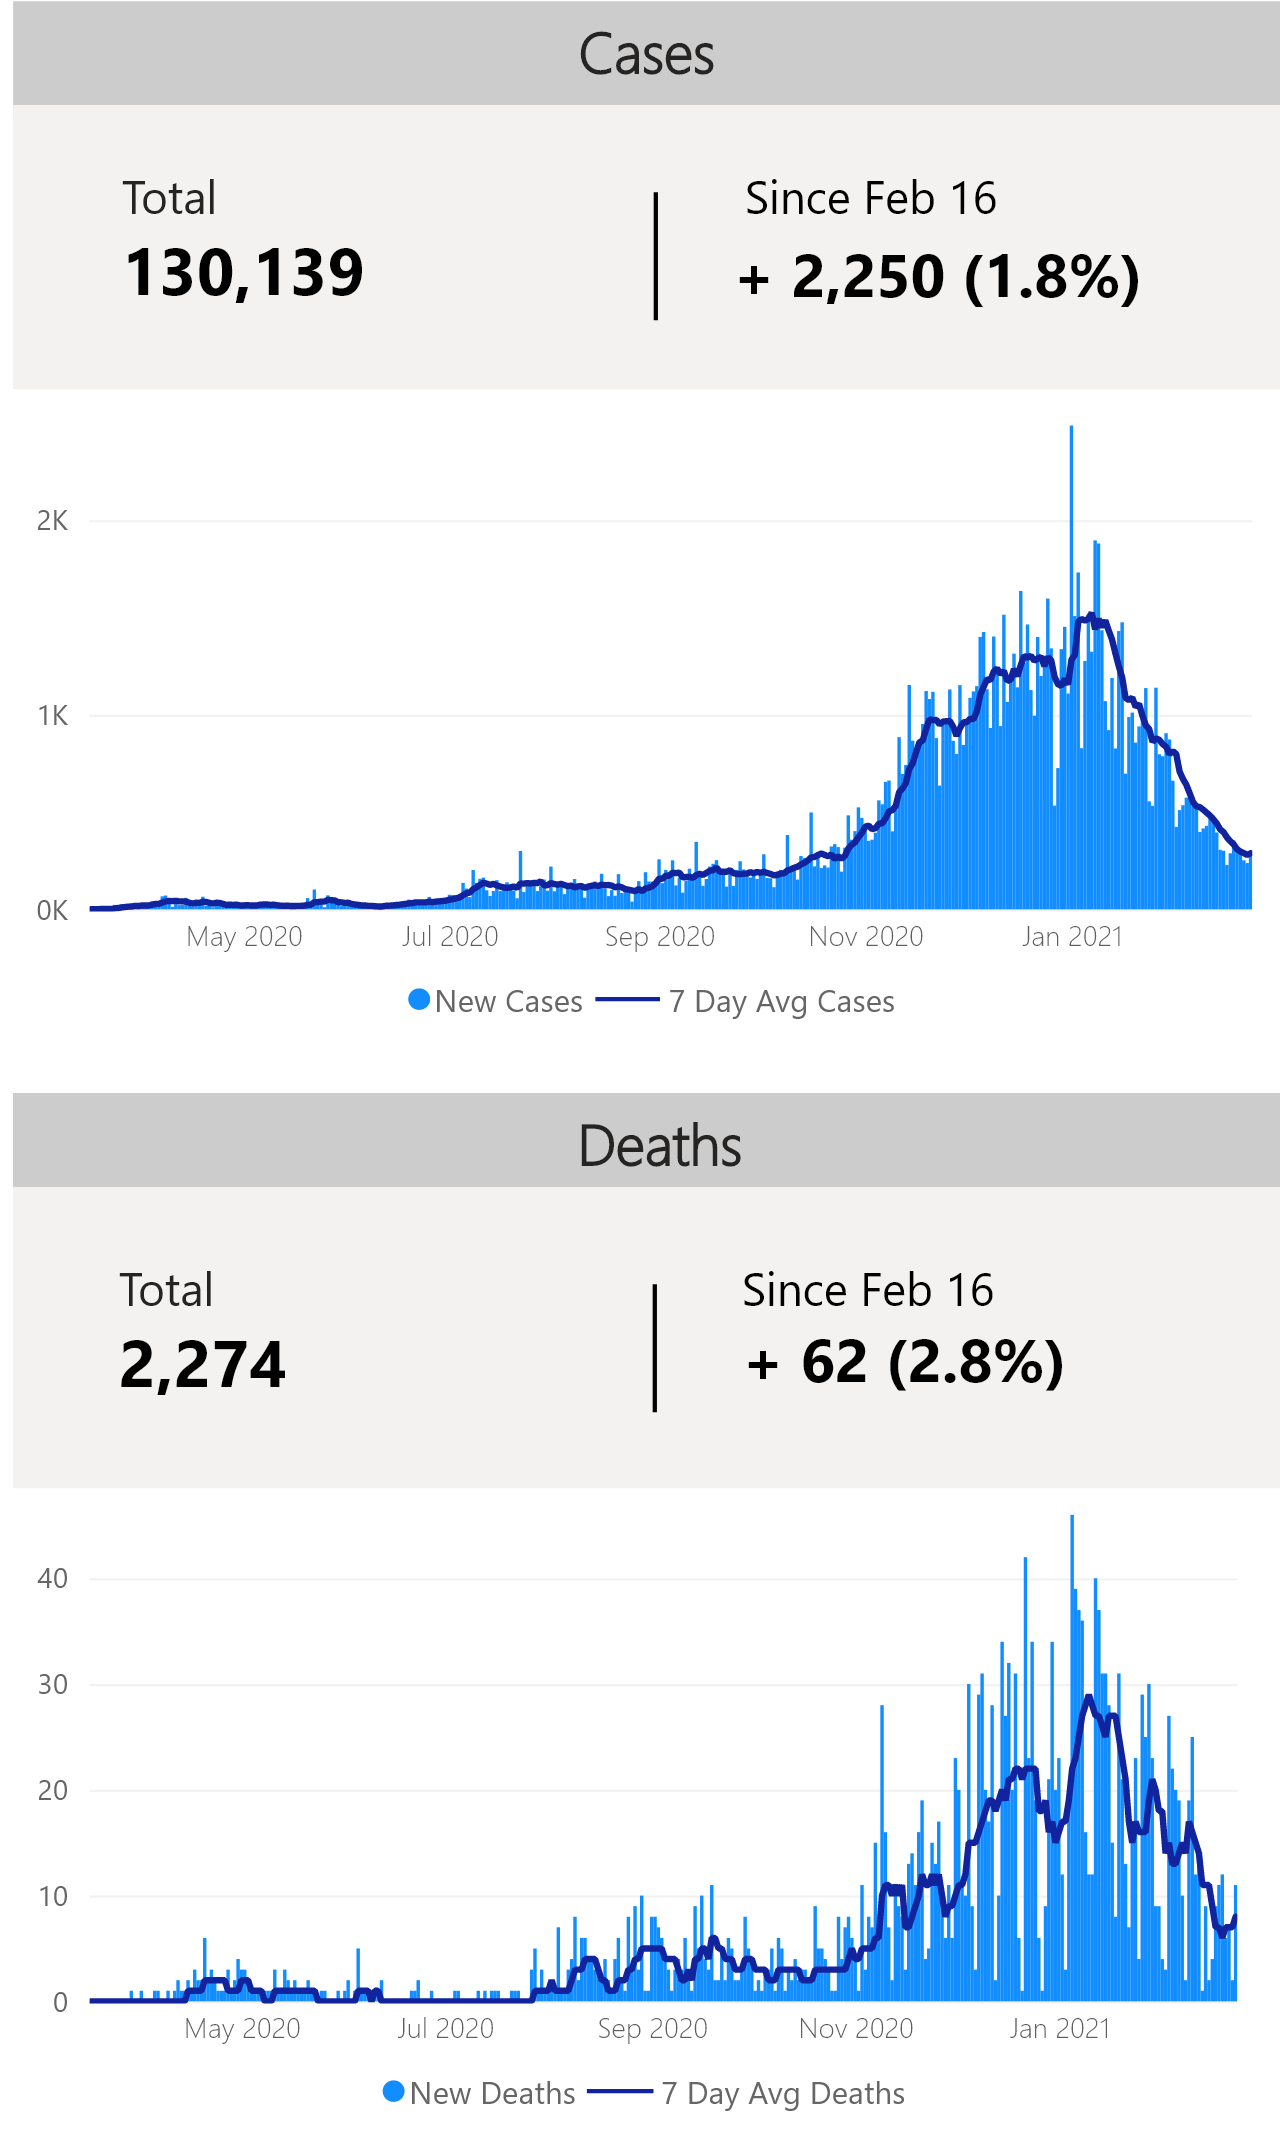 Cases
Total
Since Feb 16
130,139
+ 2,250 (1.8%)
2K
1K
0K
May 2020
Jul 2020
Sep 2020
Nov 2020
Jan 2021
New Cases
7 Day Avg Cases
Deaths
Total
Since Feb 16
2,274
+ 62 (2.8%)
40
30
20
10
0
May 2020
Jul 2020
Sep 2020
Nov 2020
Jan 2021
New Deaths
7 Day Avg Deaths